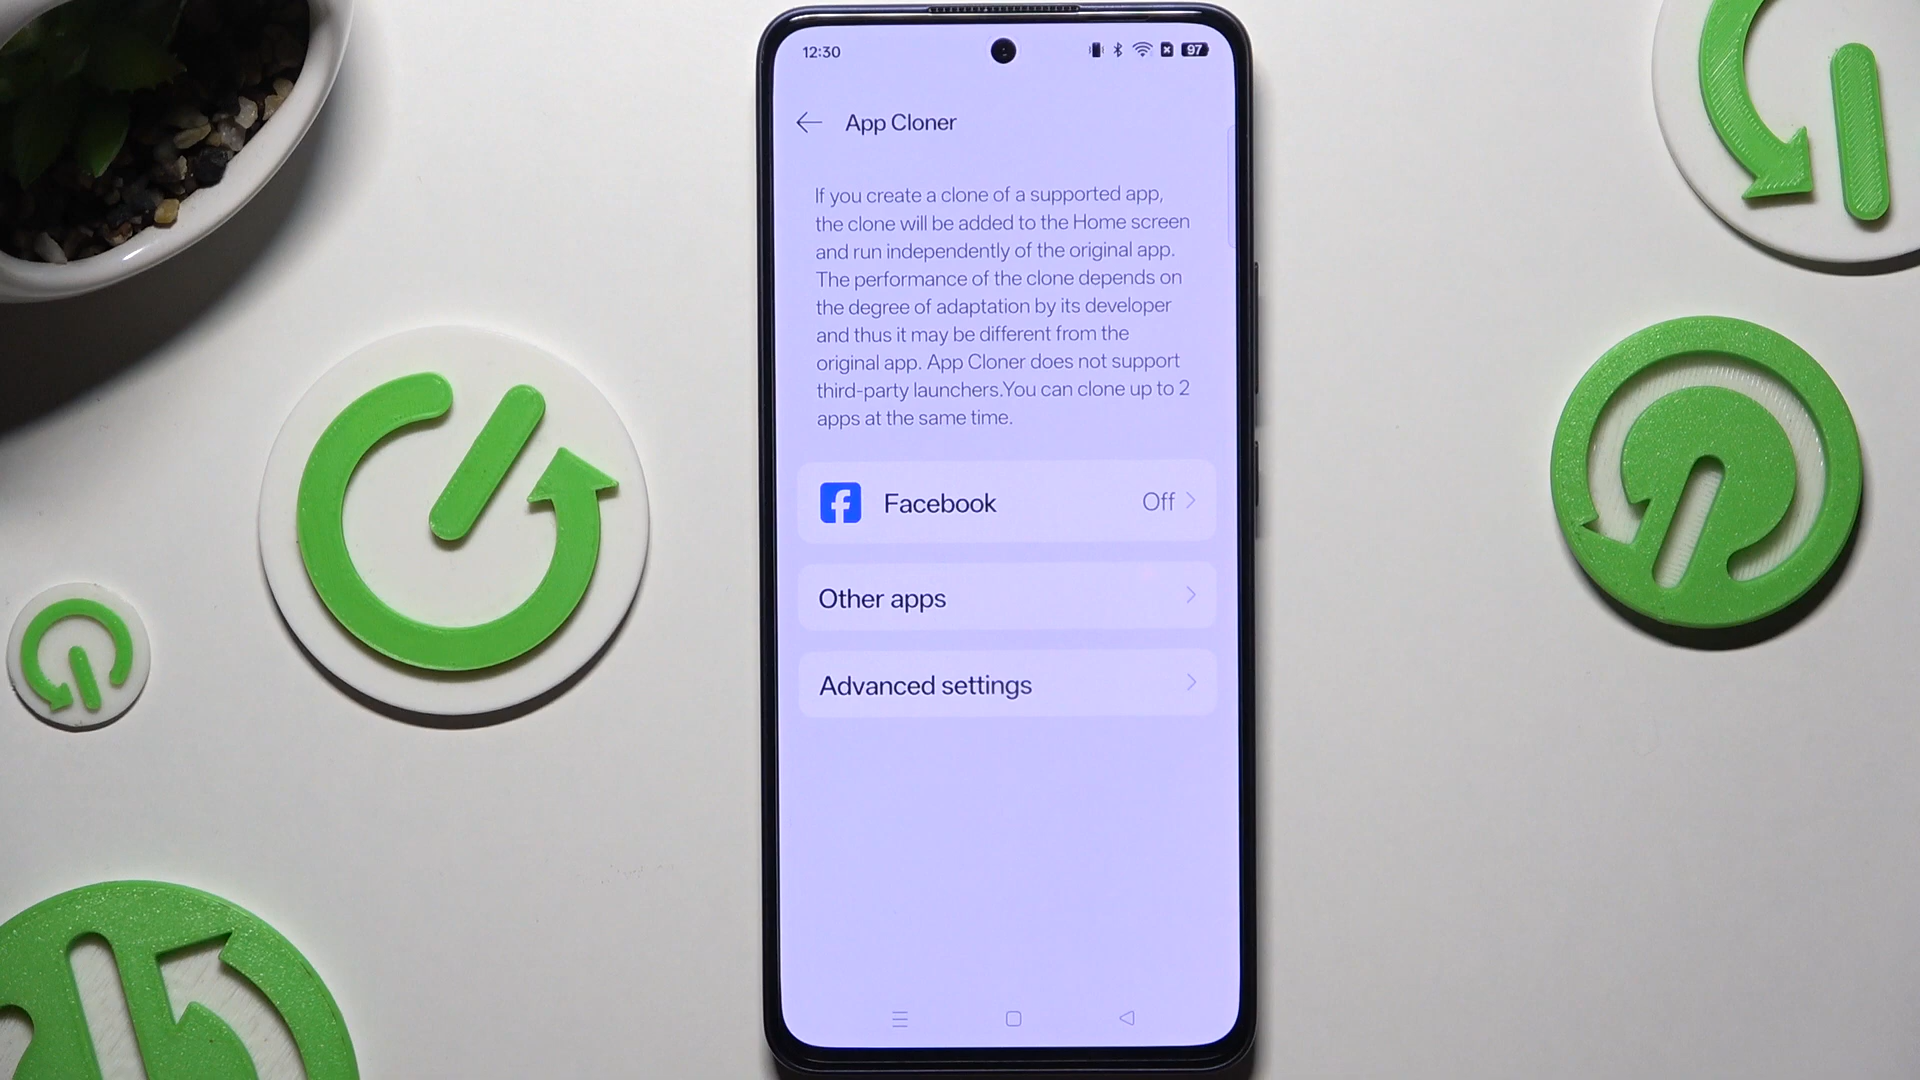 12:30
97
App Cloner
If you create a clone of a supported app,
the clone will be added to the Home screen
and run independently of the original app.
The performance of the clone depends on
the degree of adaptation by its developer
and thus it may be different from the
original app. App Cloner does not support
third-party launchers.You can clone up to 2
apps at the same time.
Facebook Off
Other apps
Advanced settings